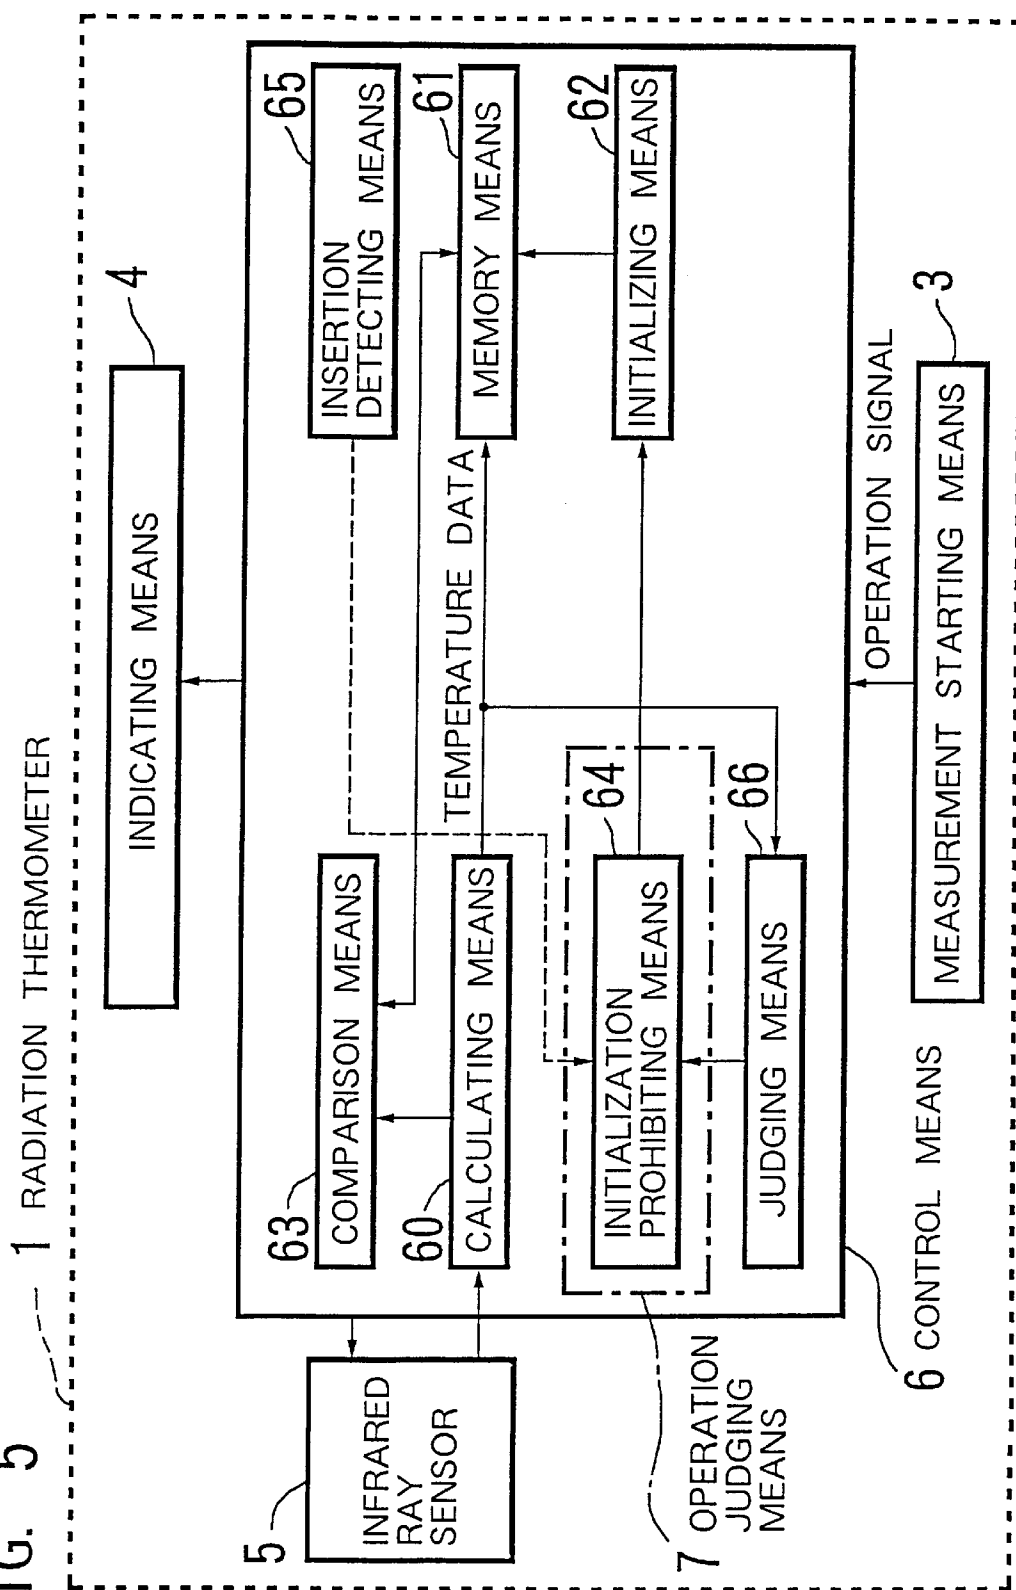 FIG. 5
1 RADIATION THERMOMETER
4
INDICATING MEANS
63
COMPARISON MEANS
65
INSERTION
DETECTING MEANS
5
INFRARED
RAY
SENSOR
60
CALCULATING MEANS
TEMPERATURE DATA
61
MEMORY MEANS
64
INITIALIZATION
PROHIBITING MEANS
62
INITIALIZING MEANS
7
OPERATION
JUDGING
MEANS
66
JUDGING MEANS
OPERATION SIGNAL
6 CONTROL MEANS
3
MEASUREMENT STARTING MEANS